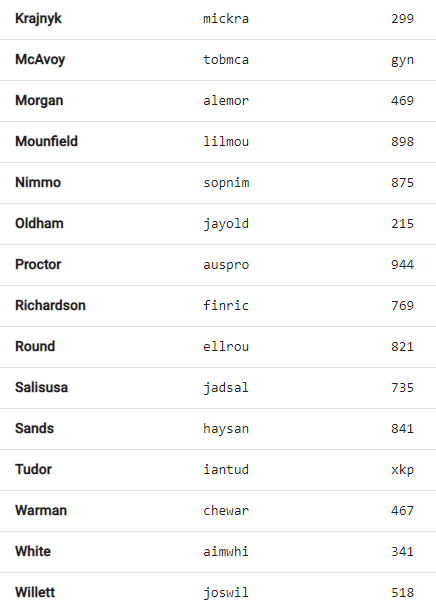 Krajnyk mickra 299
McAvoy tobmca gyn
Morgan alemor 469
Mounfield lilmou 898
Nimmo sopnim 875
Oldham jayold 215
Proctor auspro 944
Richardson finric 769
Round ellrou 821
Salisusa jadsal 735
Sands haysan 841
Tudor iantud xkp
Warman chewar 467
White aimwhi 341
Willett joswil 518